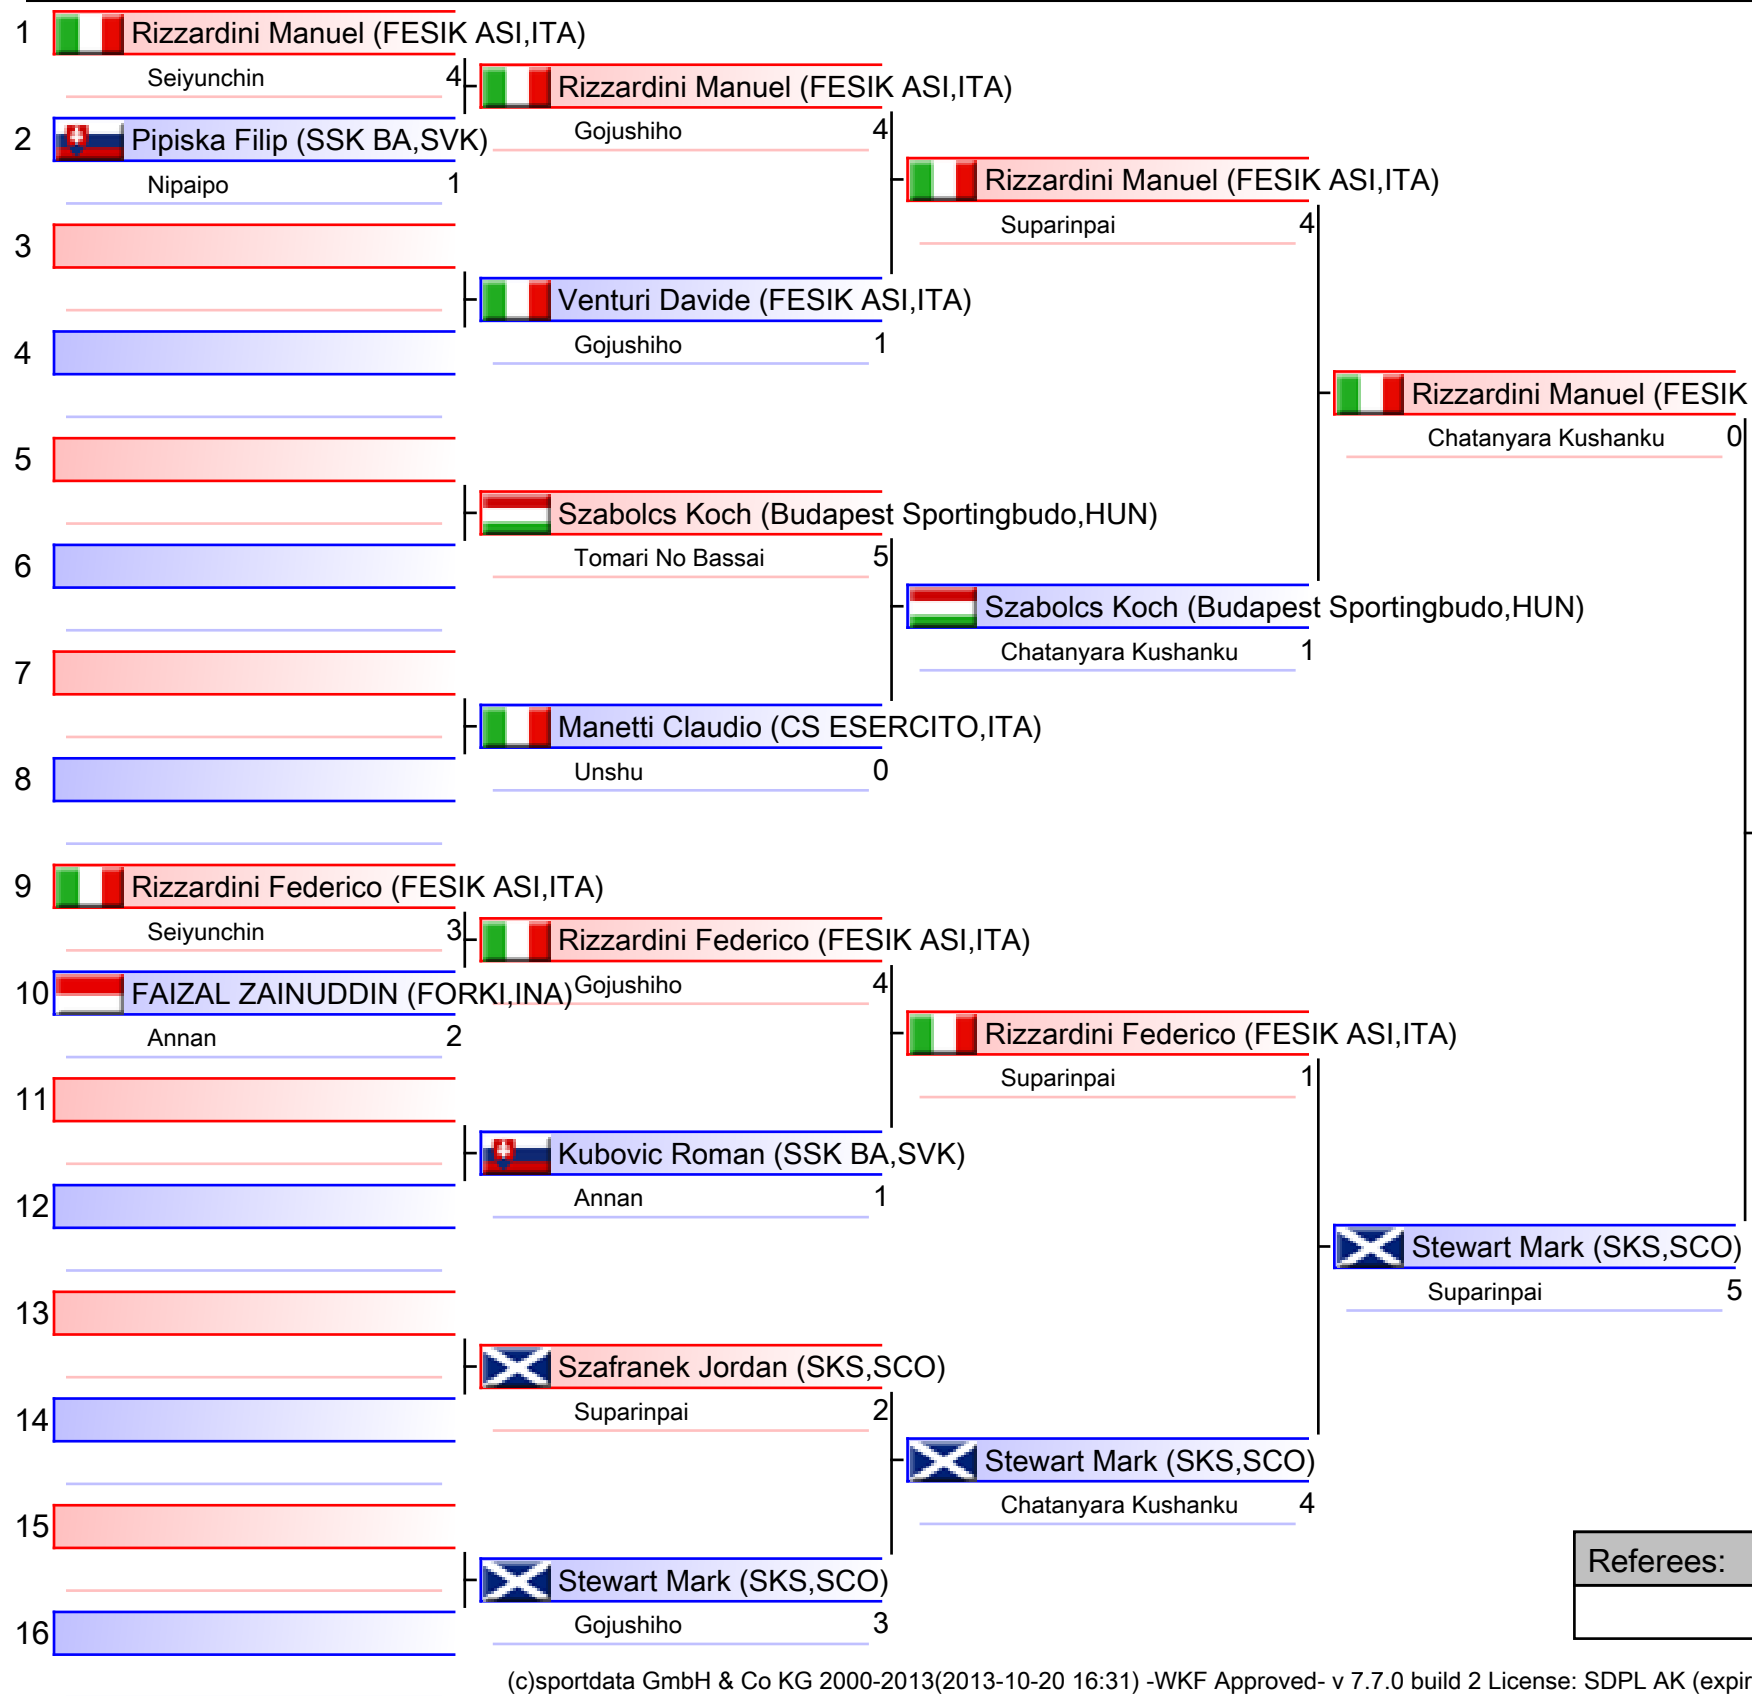 1 Rizzardini Manuel (FESIK ASI,ITA)
Seiyunchin 4
2 Pipiska Filip (SSK BA,SVK)
Nipaipo 1
3
4
5
6
7
8
9 Rizzardini Federico (FESIK ASI,ITA)
Seiyunchin 3
10 FAIZAL ZAINUDDIN (FORKI,INA)
Annan 2
11
12
13
14
15
16
Rizzardini Manuel (FESIK ASI,ITA)
Gojushiho 4
Venturi Davide (FESIK ASI,ITA)
Gojushiho 1
Szabolcs Koch (Budapest Sportingbudo,HUN)
Tomari No Bassai 5
Manetti Claudio (CS ESERCITO,ITA)
Unshu 0
Rizzardini Federico (FESIK ASI,ITA)
Gojushiho 4
Kubovic Roman (SSK BA,SVK)
Annan 1
Szafranek Jordan (SKS,SCO)
Suparinpai 2
Stewart Mark (SKS,SCO)
Gojushiho 3
Rizzardini Manuel (FESIK ASI,ITA)
Suparinpai 4
Szabolcs Koch (Budapest Sportingbudo,HUN)
Chatanyara Kushanku 1
Rizzardini Federico (FESIK ASI,ITA)
Suparinpai 1
Stewart Mark (SKS,SCO)
Chatanyara Kushanku 4
Rizzardini Manuel (FESIK
Chatanyara Kushanku 0
Stewart Mark (SKS,SCO)
Suparinpai 5
Referees:
(c)sportdata GmbH & Co KG 2000-2013(2013-10-20 16:31) -WKF Approved- v 7.7.0 build 2 License: SDPL AK (expir